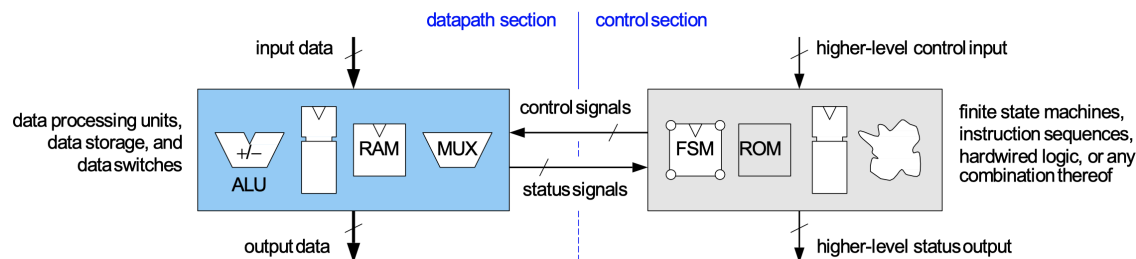 datapath section
control section
input data
higher-level control input
data processing units,
data storage, and
data switches
+/−
ALU
RAM
MUX
control signals
status signals
FSM
ROM
finite state machines,
instruction sequences,
hardwired logic, or any
combination thereof
output data
higher-level status output